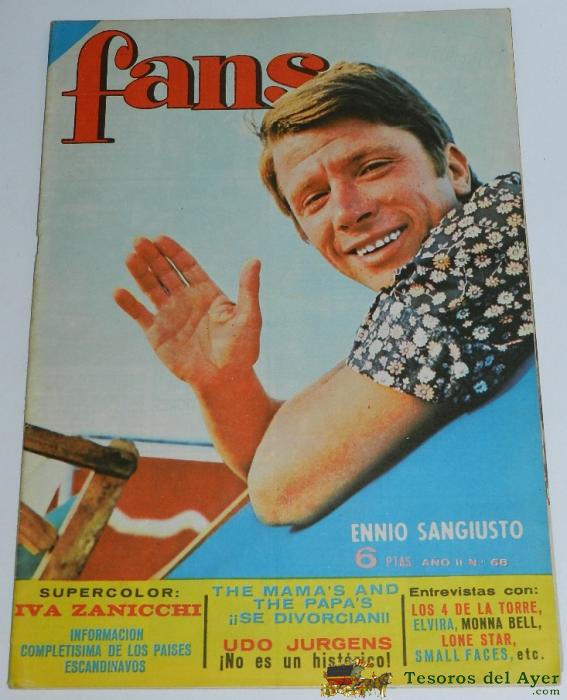 fans
ENNIO SANGIUSTO
6 PTAS. AÑO II - N.º 66
SUPERCOLOR:
IVA ZANICCHI
INFORMACION
COMPLETISIMA DE LOS PAISES
ESCANDINAVOS
THE MAMA'S AND
THE PAPA'S
¡¡SE DIVORCIAN!!
UDO JURGENS
¡No es un histérico!
Entrevistas con:
LOS 4 DE LA TORRE,
ELVIRA, MONNA BELL,
LONE STAR,
SMALL FACES, etc.
Tesoros del Ayer
.com